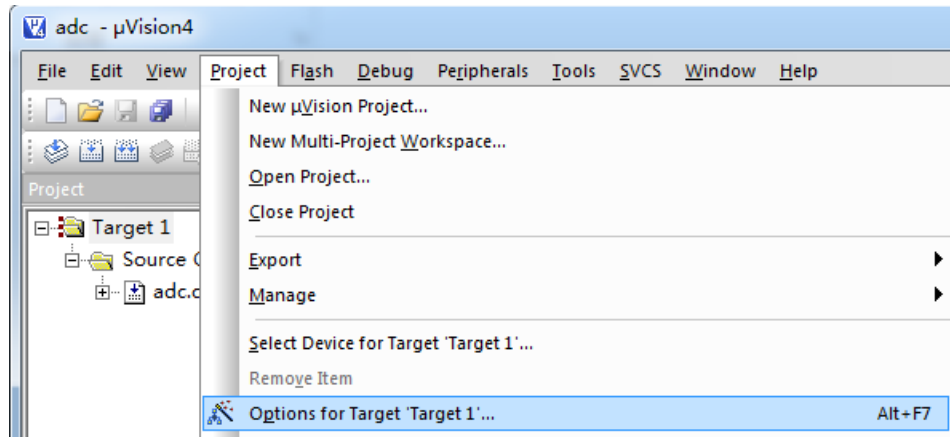 adc - µVision4
File Edit View Project Flash Debug Peripherals Tools SVCS Window Help
New µVision Project...
New Multi-Project Workspace...
Open Project...
Project
Close Project
Target 1
Source
Export
adc.c
Manage
Select Device for Target 'Target 1'...
Remove Item
Options for Target 'Target 1'... Alt+F7